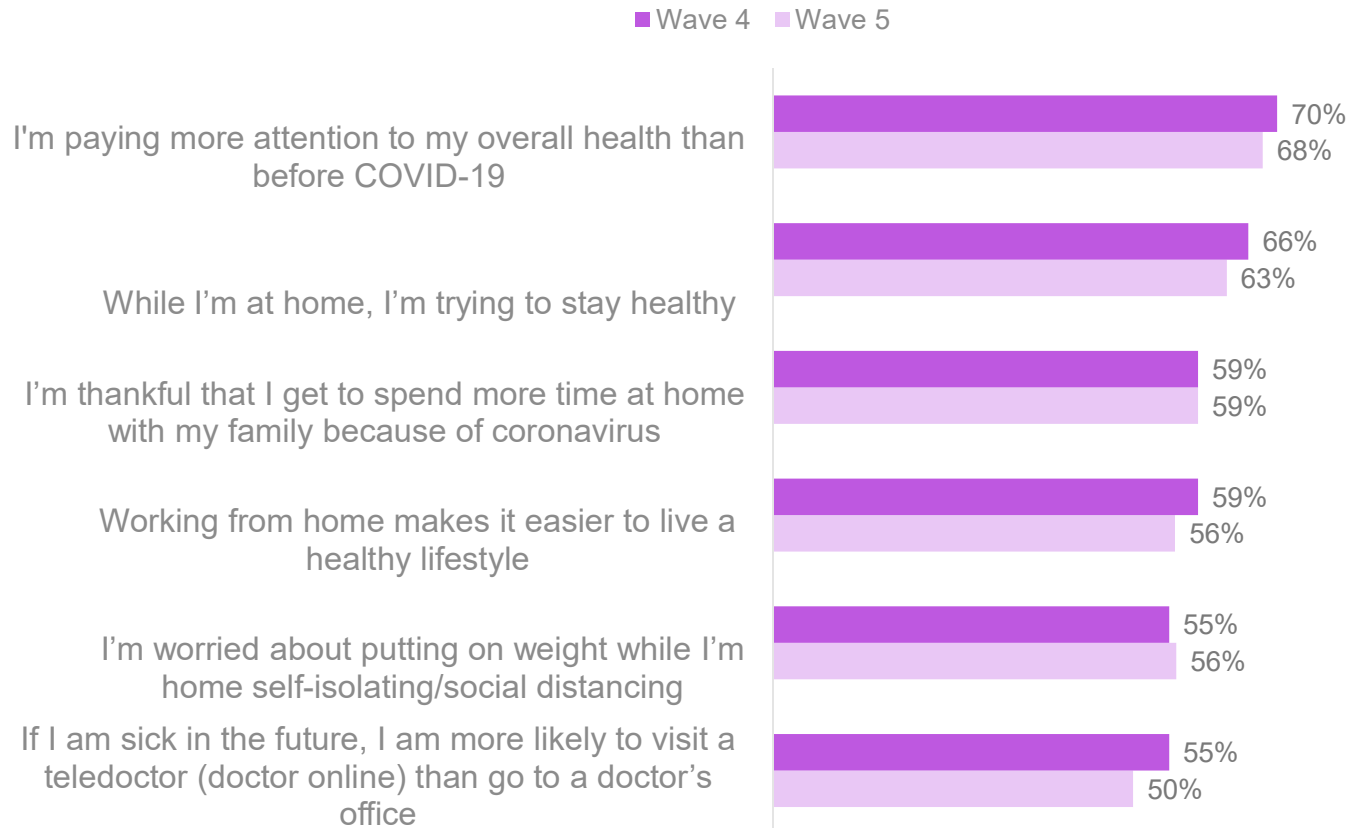 Wave 4 Wave 5
I'm paying more attention to my overall health than
before COVID-19
70%
68%
While I’m at home, I’m trying to stay healthy
66%
63%
I’m thankful that I get to spend more time at home
with my family because of coronavirus
59%
59%
Working from home makes it easier to live a
healthy lifestyle
59%
56%
I’m worried about putting on weight while I’m
home self-isolating/social distancing
55%
56%
If I am sick in the future, I am more likely to visit a
teledoctor (doctor online) than go to a doctor’s
office
55%
50%